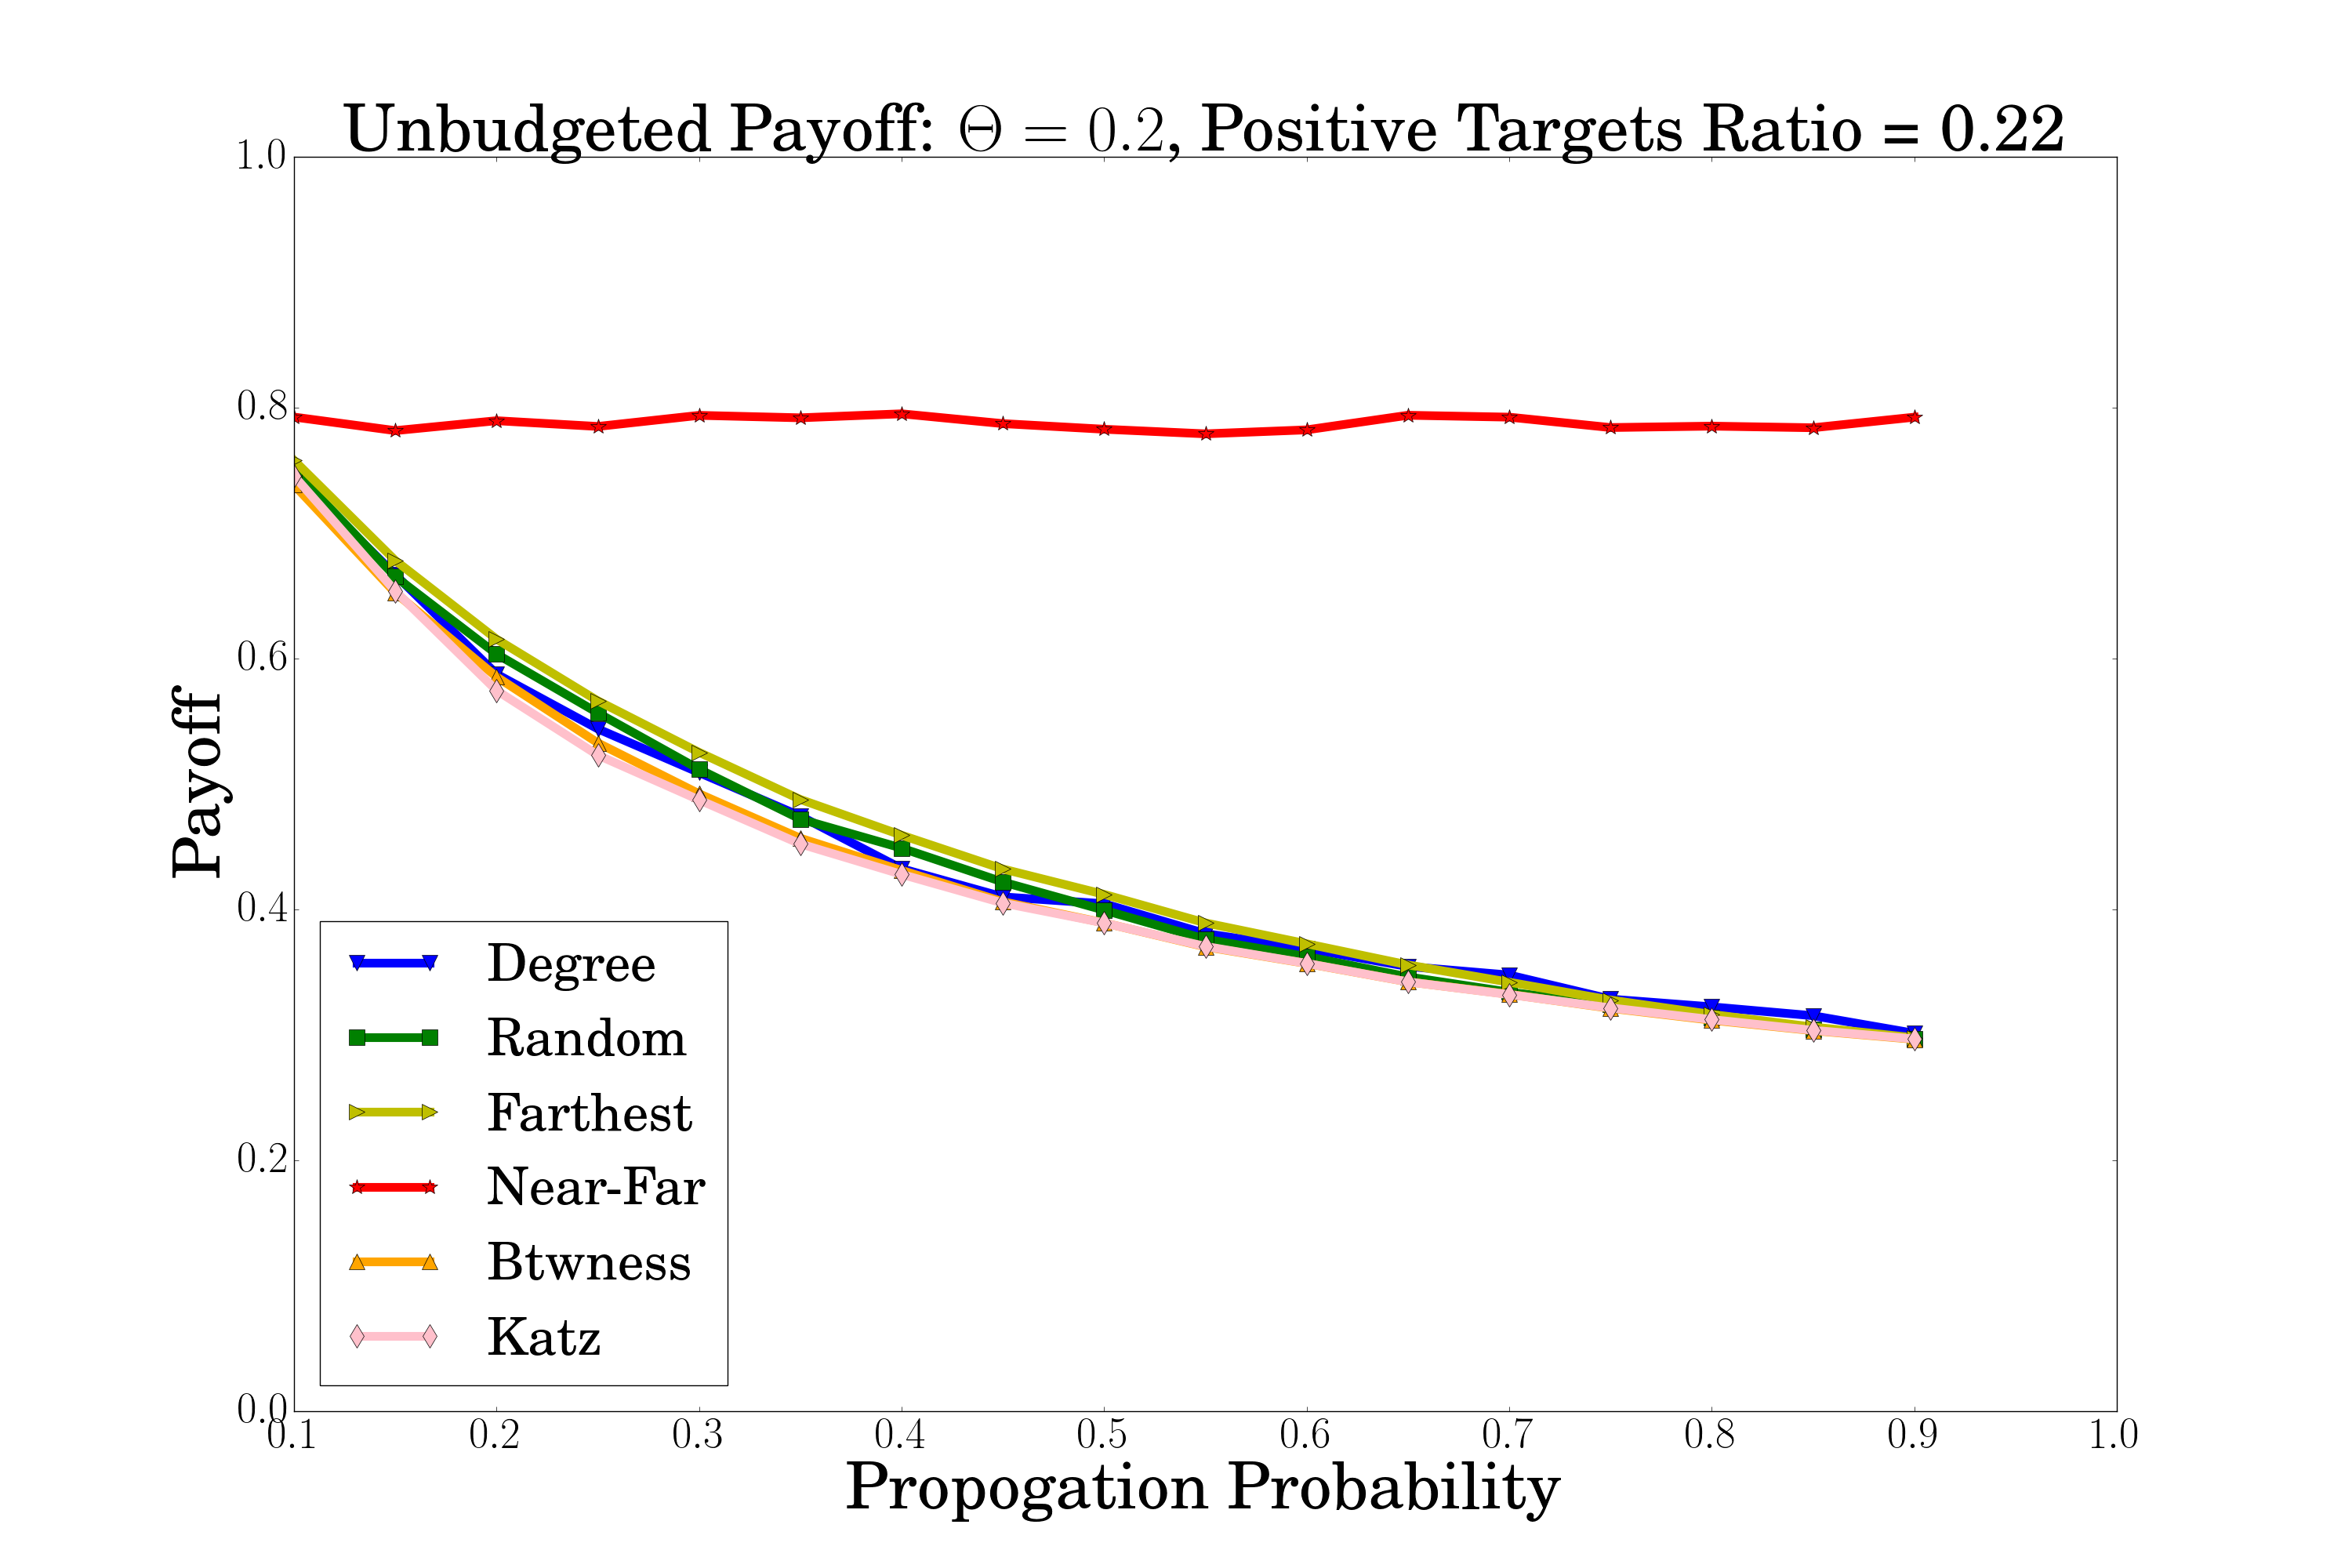 Unbudgeted Payoff: Θ = 0.2, Positive Targets Ratio = 0.22
1.0
0.8
0.6
0.4
0.2
0.0
Payoff
Degree
Random
Farthest
Near-Far
Btwness
Katz
0.1 0.2 0.3 0.4 0.5 0.6 0.7 0.8 0.9 1.0
Propogation Probability